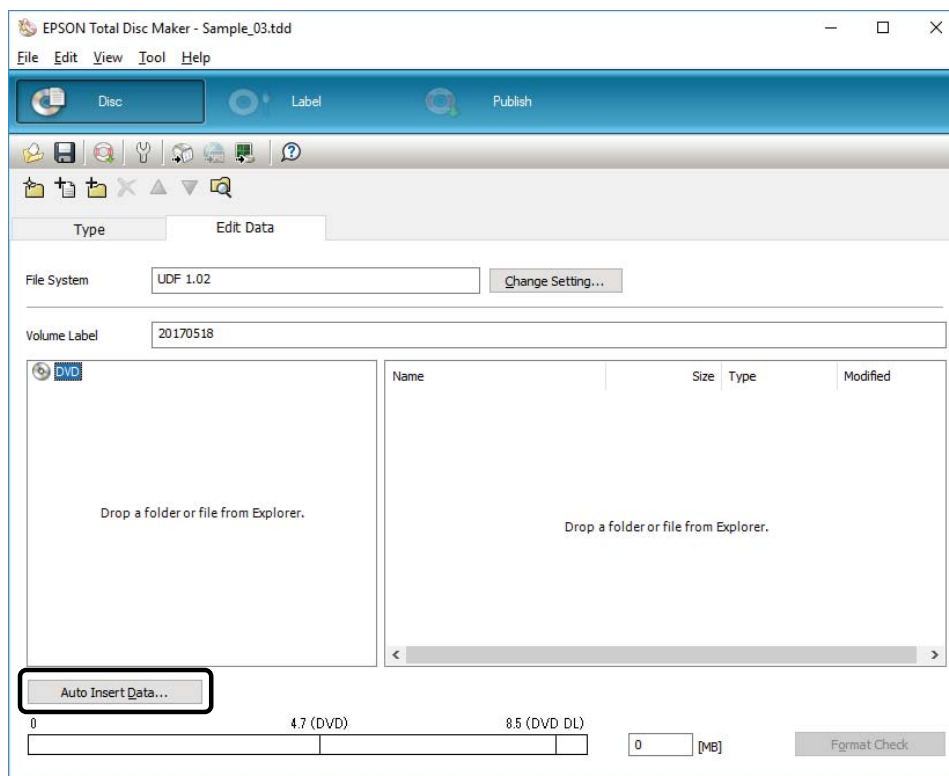 EPSON Total Disc Maker - Sample_03.tdd
File Edit View Tool Help
Disc Label Publish
Type Edit Data
File System UDF 1.02 Change Setting...
Volume Label 20170518
DVD
Name Size Type Modified
Drop a folder or file from Explorer.
Drop a folder or file from Explorer.
Auto Insert Data...
0 4.7 (DVD) 8.5 (DVD DL)
0 [MB] Format Check